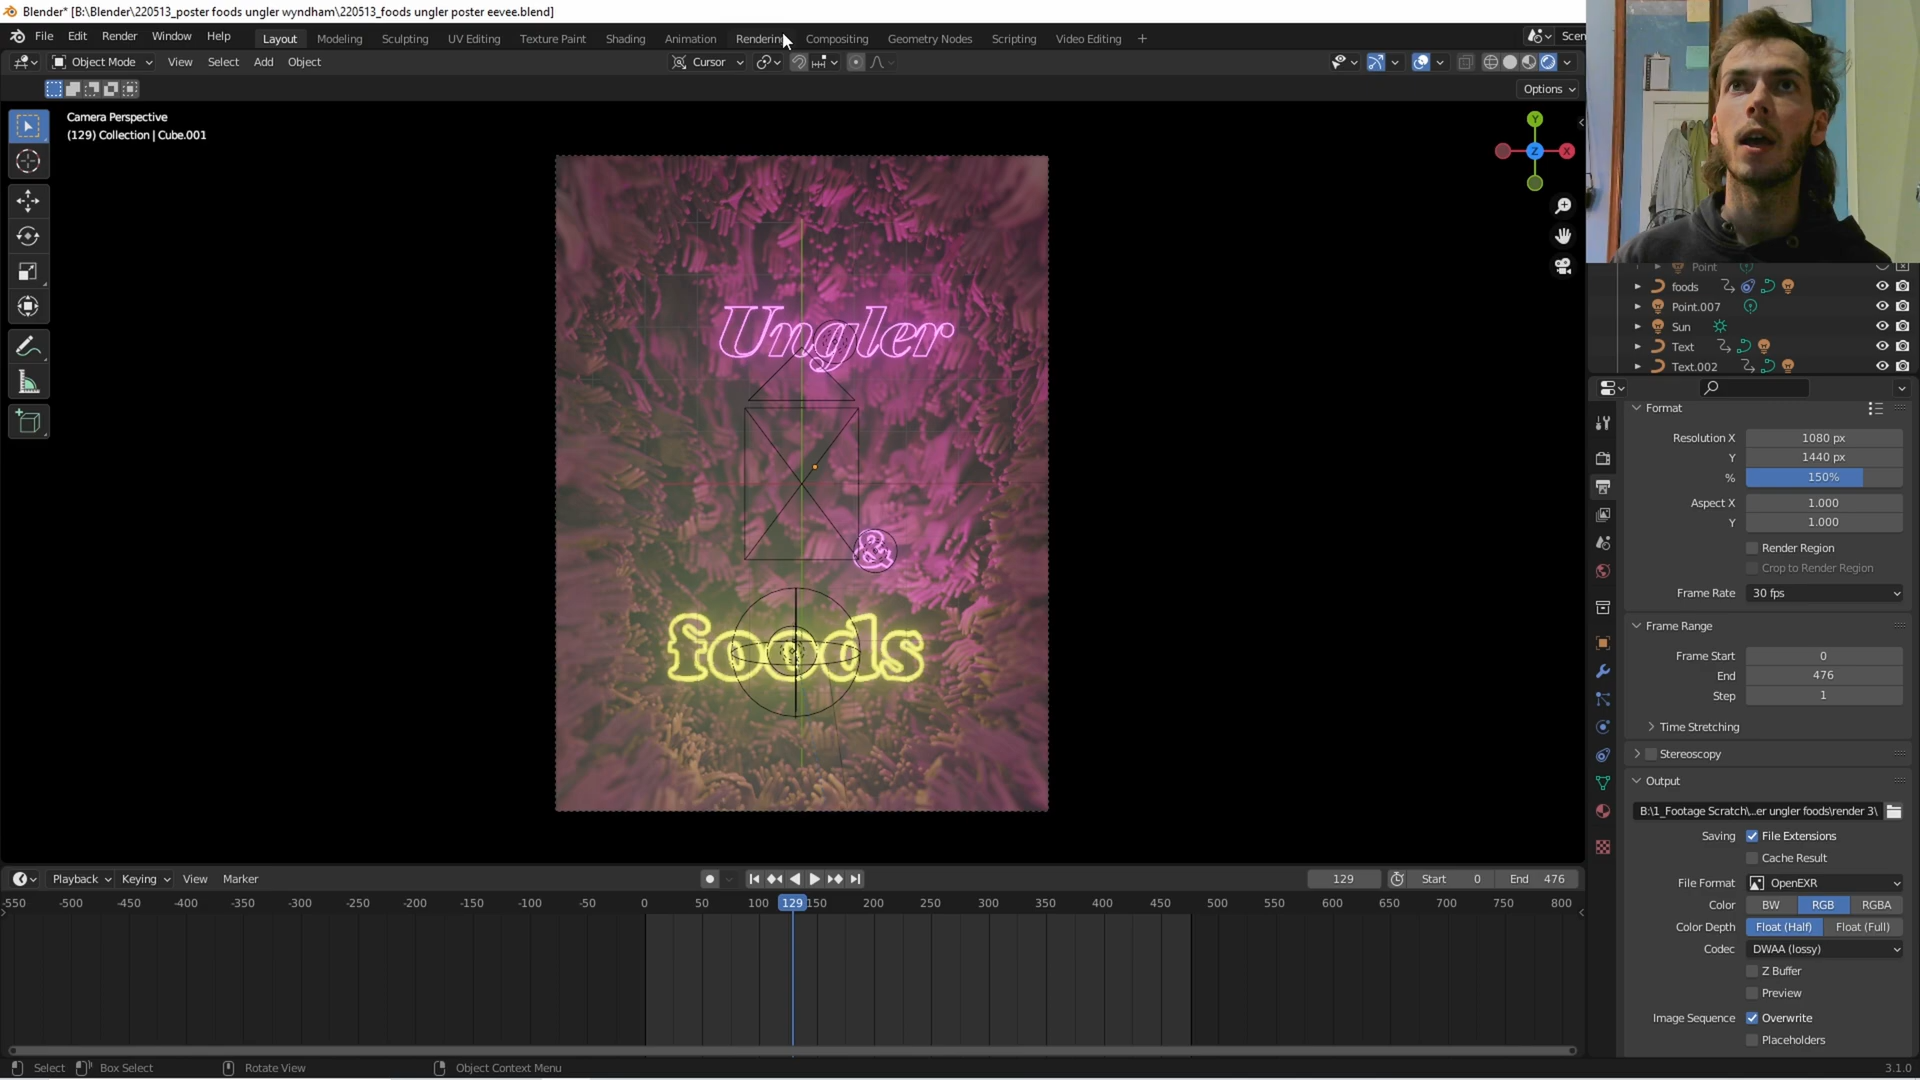 Blender* [B:\Blender\220513_poster foods ungler wyndham\220513_foods ungler poster eevee.blend]
File Edit Render Window Help Layout Modeling Sculpting UV Editing Texture Paint Shading Animation Rendering Compositing Geometry Nodes Scripting Video Editing + Scen
Object Mode View Select Add Object Cursor
Options
Camera Perspective
(129) Collection | Cube.001
Y
X
Z
Ungler
&
foods
Point
foods
Point.007
Sun
Text
Text.002
Format
Resolution X 1080 px
Y 1440 px
% 150%
Aspect X 1.000
Y 1.000
Render Region
Crop to Render Region
Frame Rate 30 fps
Frame Range
Frame Start 0
End 476
Step 1
Time Stretching
Stereoscopy
Output
B:\1_Footage Scratch\...er ungler foods\render 3\
Saving File Extensions
Cache Result
File Format OpenEXR
Color BW RGB RGBA
Color Depth Float (Half) Float (Full)
Codec DWAA (lossy)
Z Buffer
Preview
Image Sequence Overwrite
Placeholders
Playback Keying View Marker 129 Start 0 End 476
-550 -500 -450 -400 -350 -300 -250 -200 -150 -100 -50 0 50 100 129 150 200 250 300 350 400 450 500 550 600 650 700 750 800
Select Box Select Rotate View Object Context Menu 3.1.0